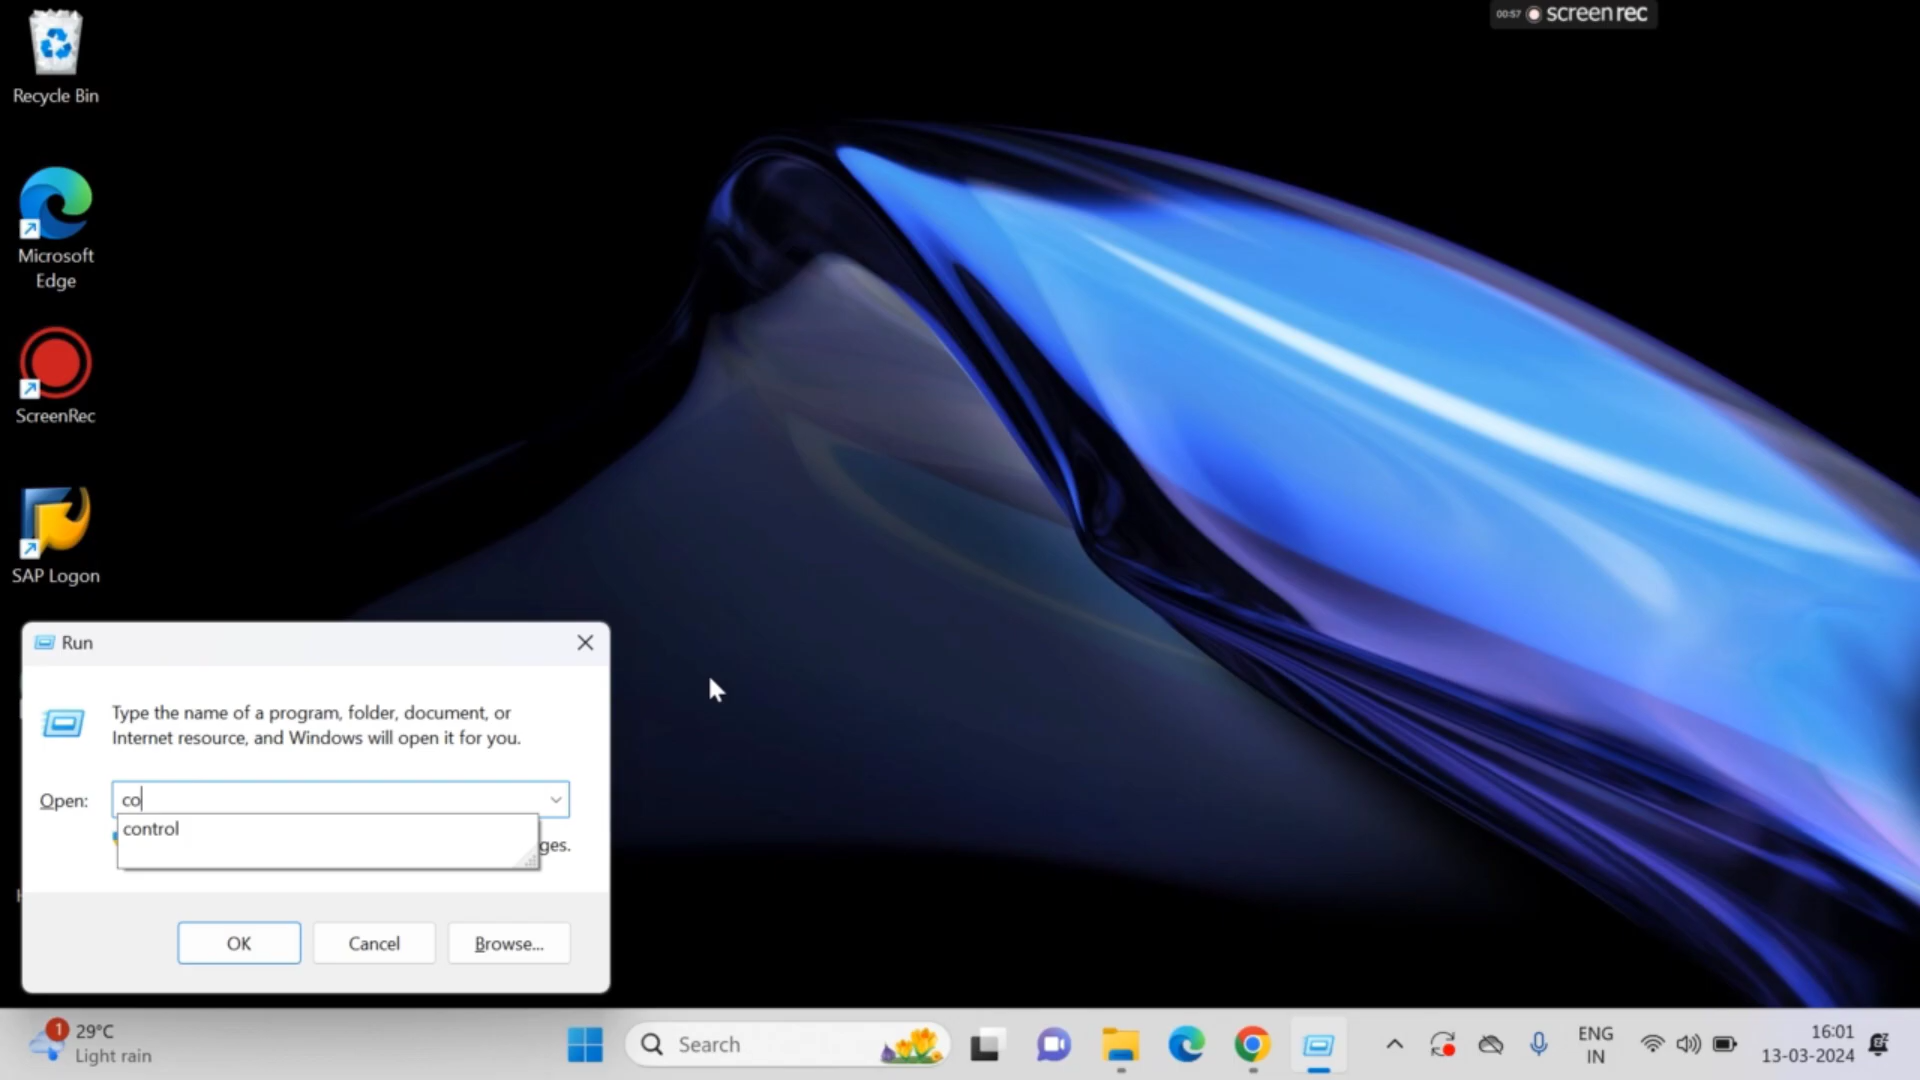 00:57 screenrec
Recycle Bin
Microsoft
Edge
ScreenRec
SAP Logon
Run
Type the name of a program, folder, document, or
Internet resource, and Windows will open it for you.
Open: co
control
ges.
OK Cancel Browse...
1 29°C
Light rain
Search
ENG
IN
16:01
13-03-2024